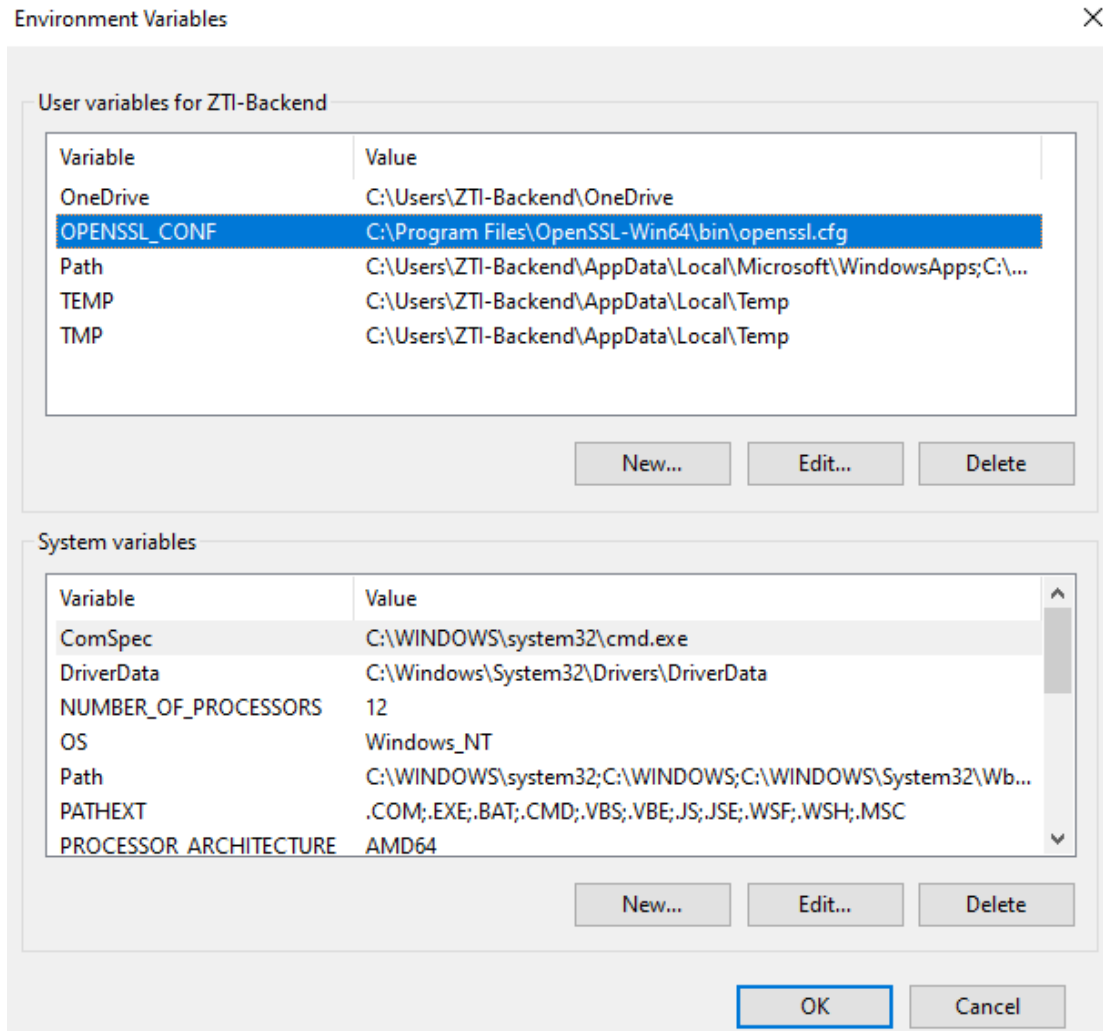 Environment Variables
User variables for ZTI-Backend
Variable Value
OneDrive C:\Users\ZTI-Backend\OneDrive
OPENSSL_CONF C:\Program Files\OpenSSL-Win64\bin\openssl.cfg
Path C:\Users\ZTI-Backend\AppData\Local\Microsoft\WindowsApps;C:\...
TEMP C:\Users\ZTI-Backend\AppData\Local\Temp
TMP C:\Users\ZTI-Backend\AppData\Local\Temp
New... Edit... Delete
System variables
Variable Value
ComSpec C:\WINDOWS\system32\cmd.exe
DriverData C:\Windows\System32\Drivers\DriverData
NUMBER_OF_PROCESSORS 12
OS Windows_NT
Path C:\WINDOWS\system32;C:\WINDOWS;C:\WINDOWS\System32\Wb...
PATHEXT .COM;.EXE;.BAT;.CMD;.VBS;.VBE;.JS;.JSE;.WSF;.WSH;.MSC
PROCESSOR_ARCHITECTURE AMD64
New... Edit... Delete
OK Cancel